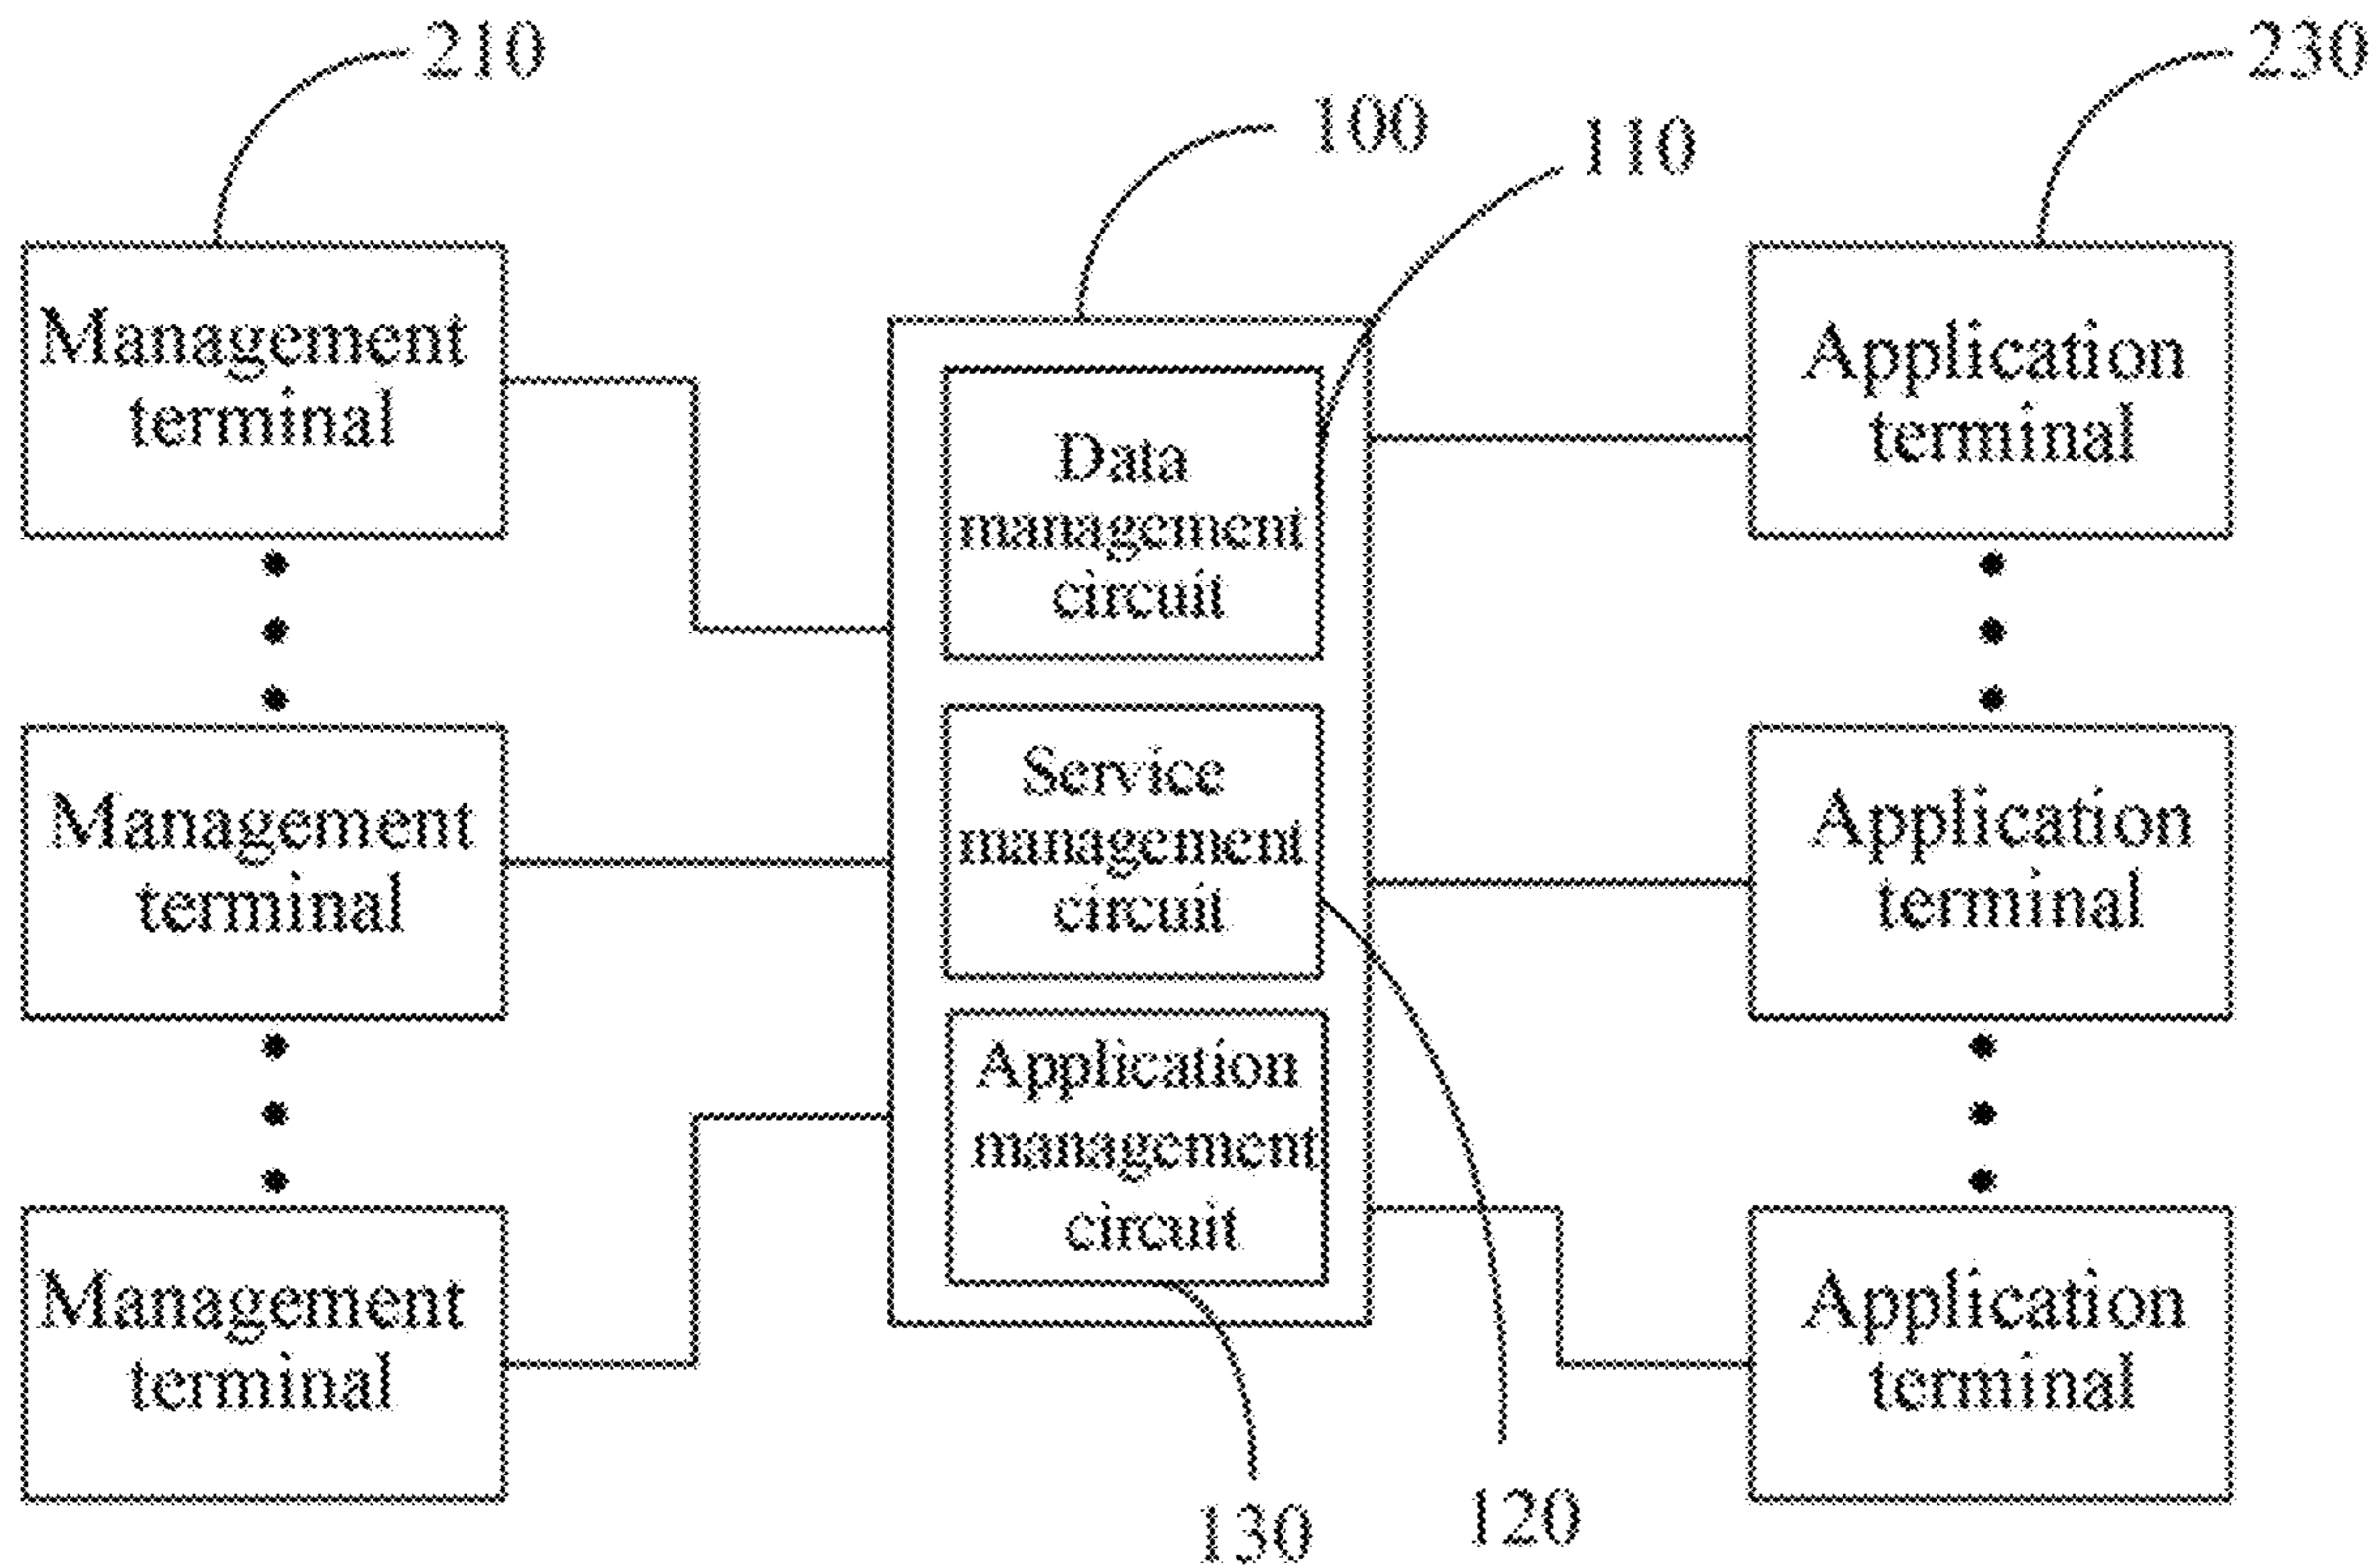 210
230
100
110
Management
terminal
Data
management
circuit
Application
terminal
Management
terminal
Service
management
circuit
Application
terminal
Application
management
circuit
Management
terminal
Application
terminal
120
130